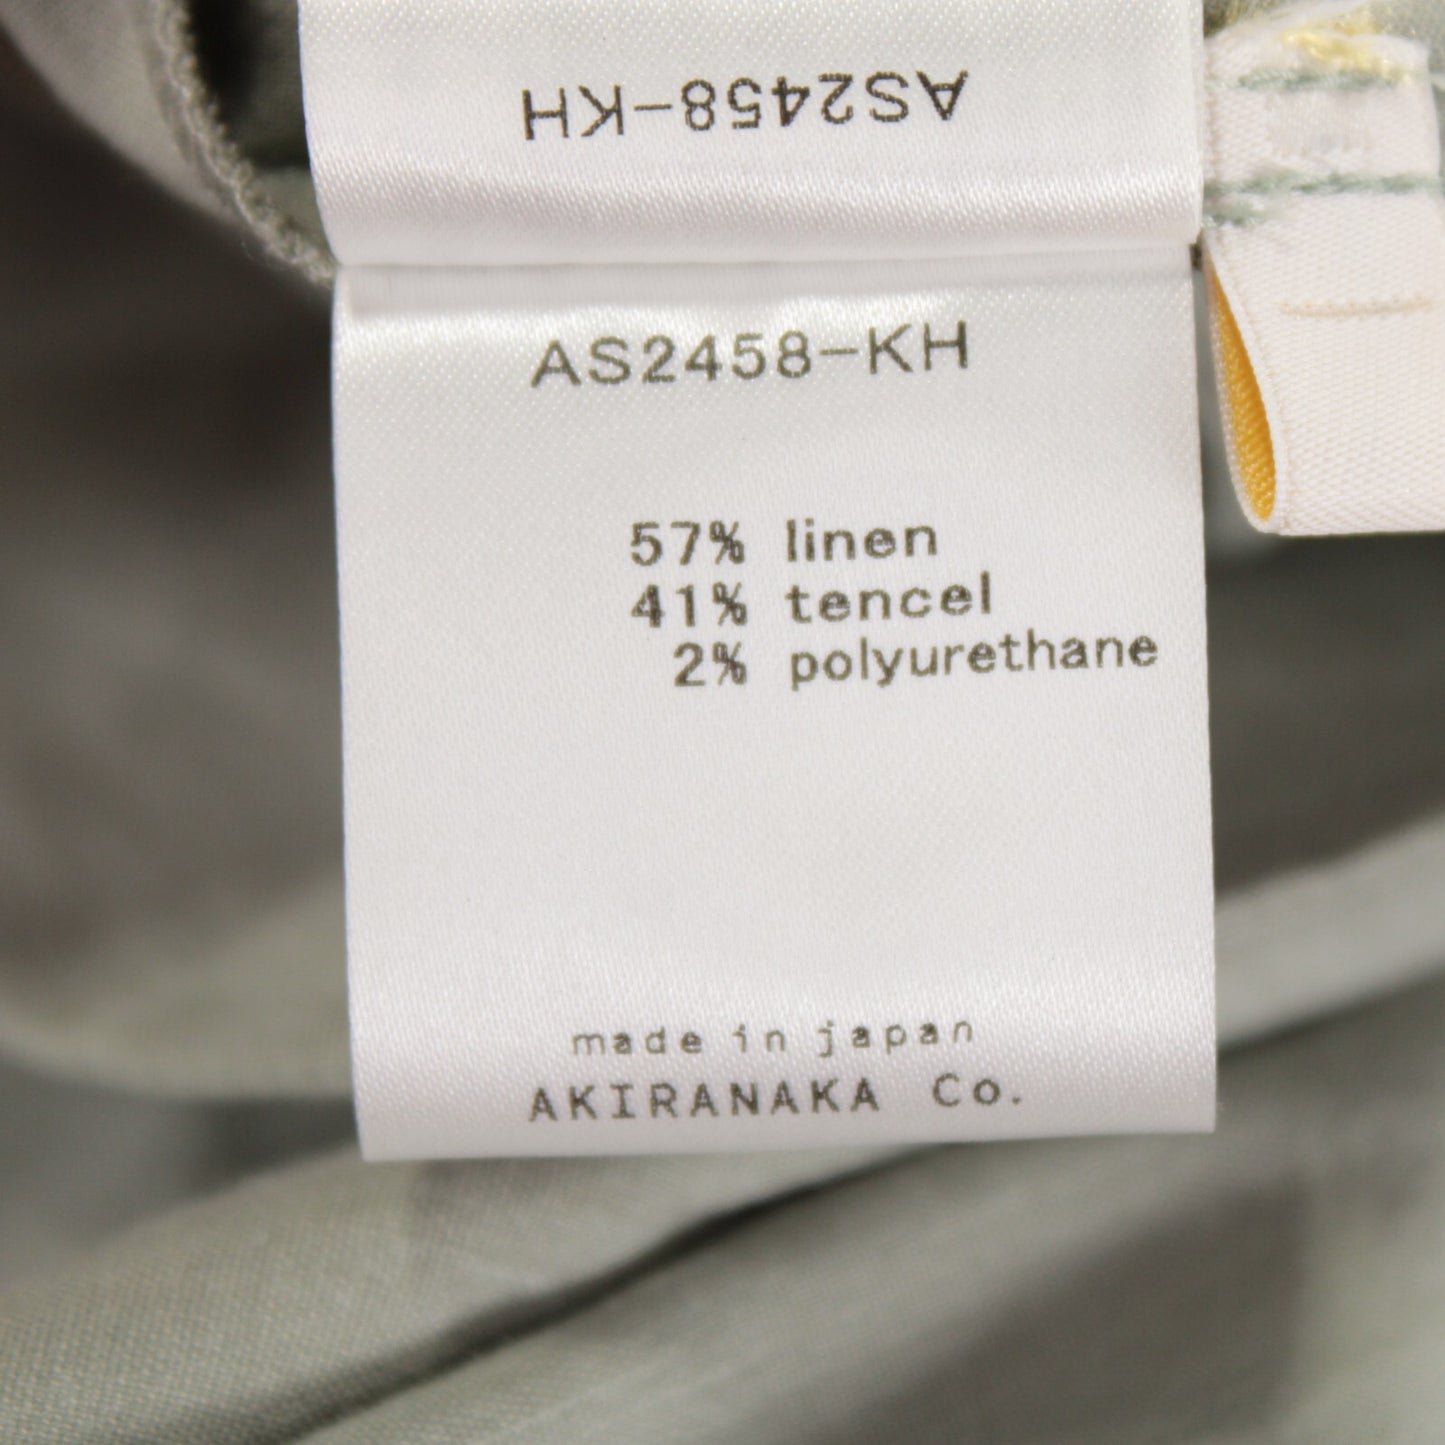 AS2458-KH
AS2458-KH
57% linen
41% tencel
2% polyurethane
made in japan
AKIRANAKA Co.